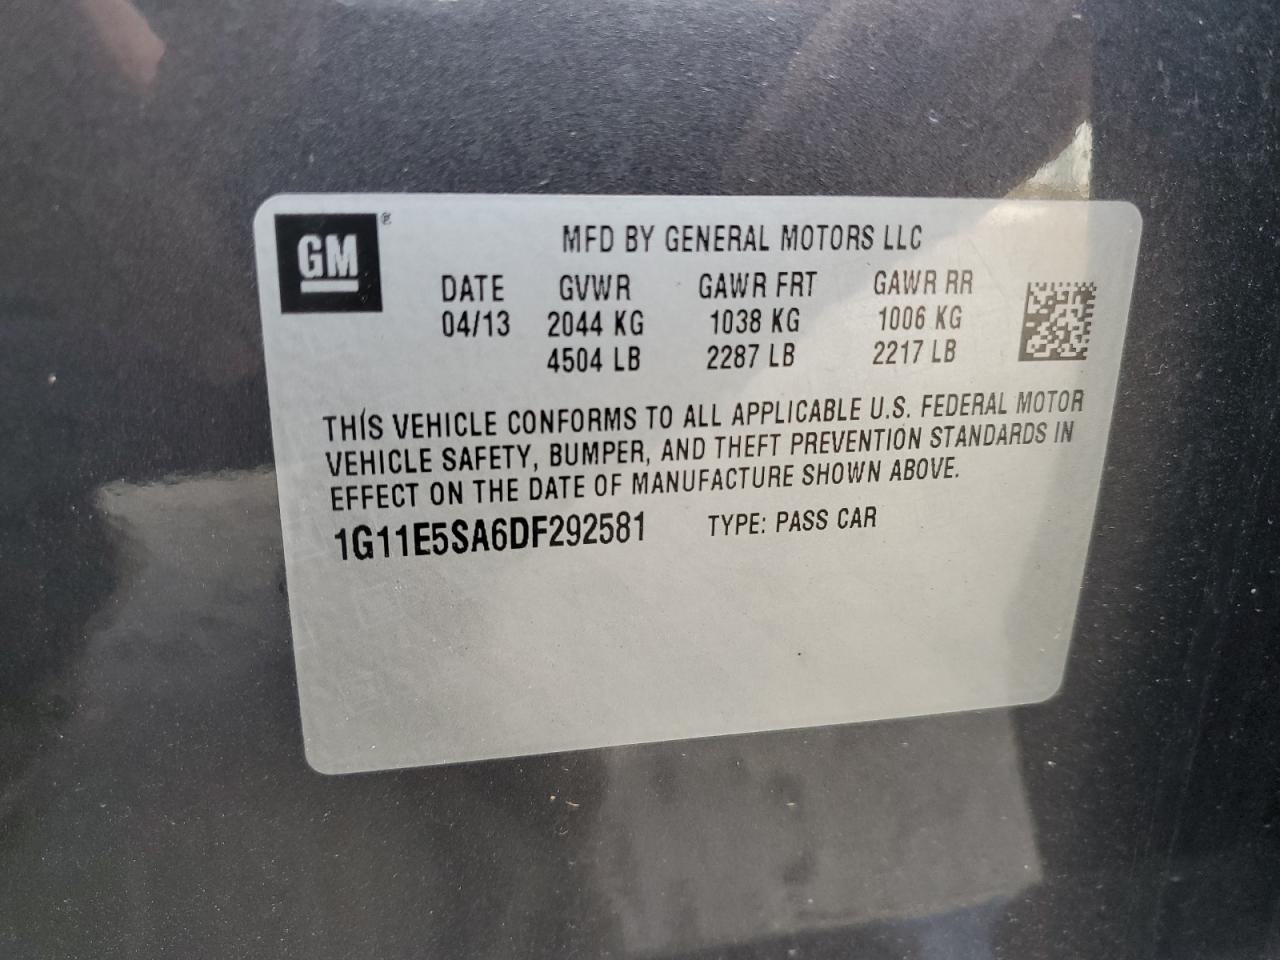 GM®
MFD BY GENERAL MOTORS LLC
DATE GVWR GAWR FRT GAWR RR
04/13 2044 KG 1038 KG 1006 KG
4504 LB 2287 LB 2217 LB
THIS VEHICLE CONFORMS TO ALL APPLICABLE U.S. FEDERAL MOTOR
VEHICLE SAFETY, BUMPER, AND THEFT PREVENTION STANDARDS IN
EFFECT ON THE DATE OF MANUFACTURE SHOWN ABOVE.
1G11E5SA6DF292581 TYPE: PASS CAR